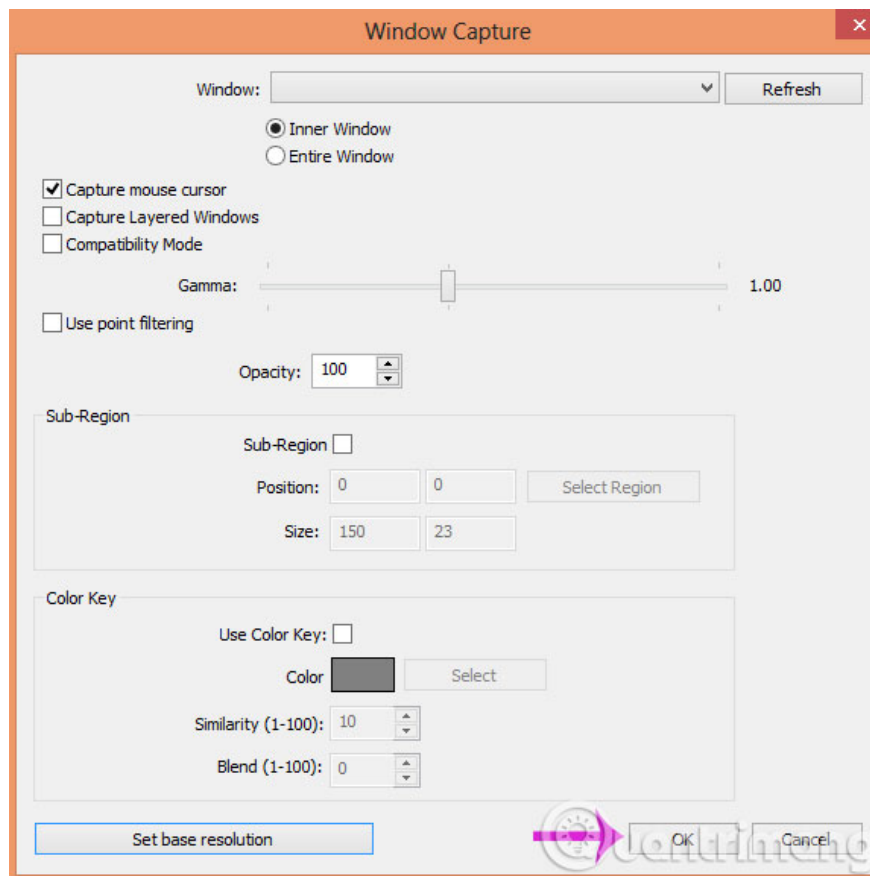 Window Capture
Window: Refresh
Inner Window
Entire Window
Capture mouse cursor
Capture Layered Windows
Compatibility Mode
Gamma: 1.00
Use point filtering
Opacity: 100
Sub-Region
Sub-Region
Position: 0 0 Select Region
Size: 150 23
Color Key
Use Color Key:
Color Select
Similarity (1-100): 10
Blend (1-100): 0
Set base resolution OK Cancel
uantrimang